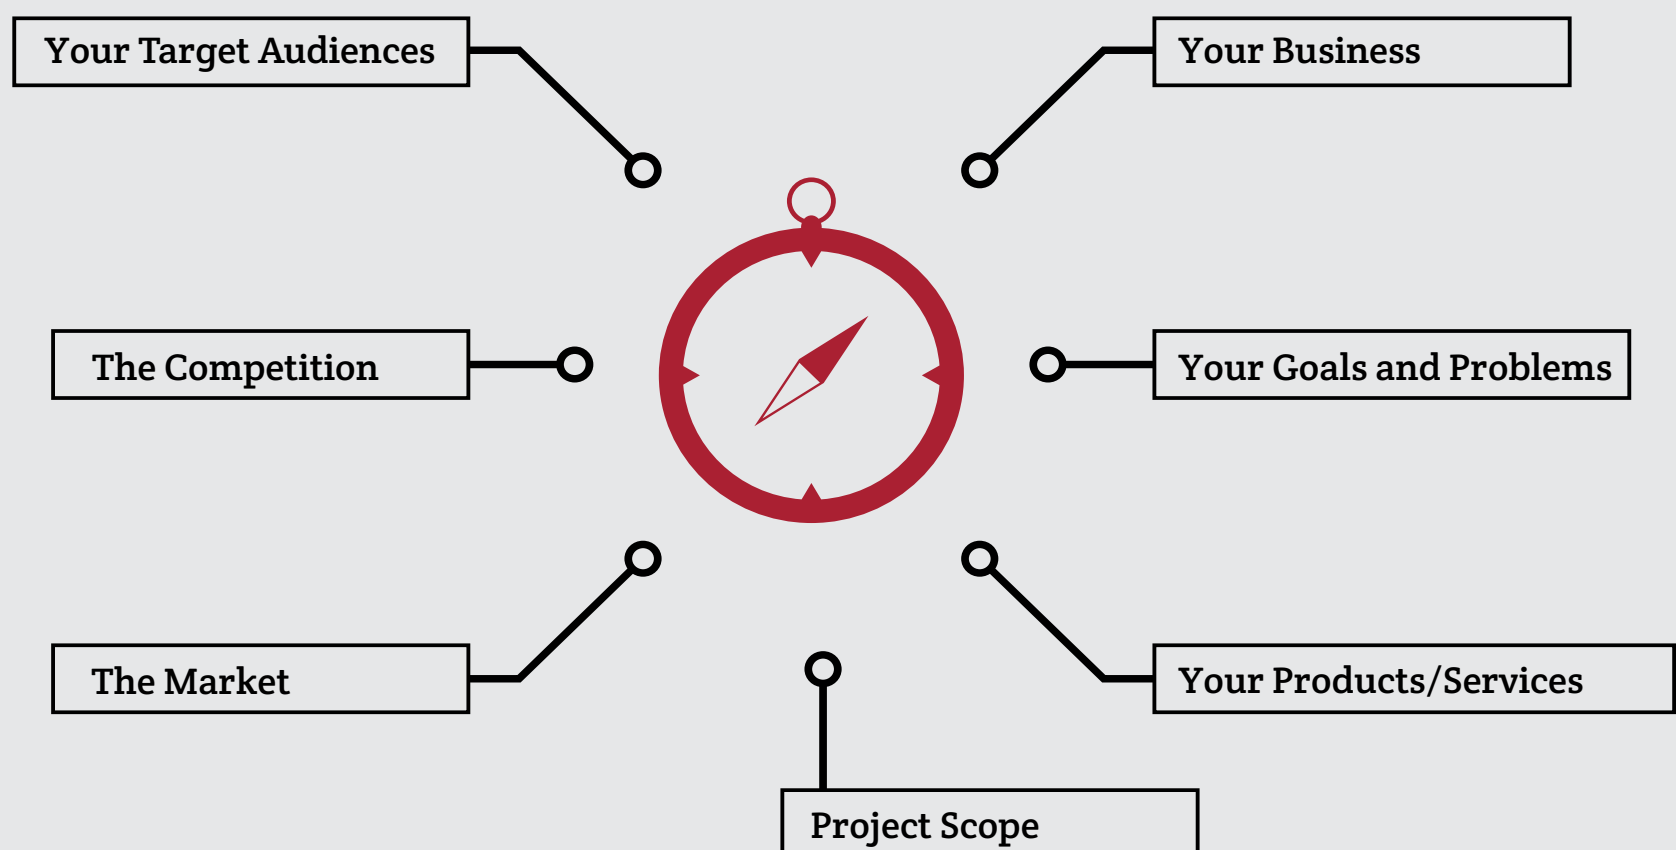 Your Target Audiences
Your Business
The Competition
Your Goals and Problems
The Market
Your Products/Services
Project Scope